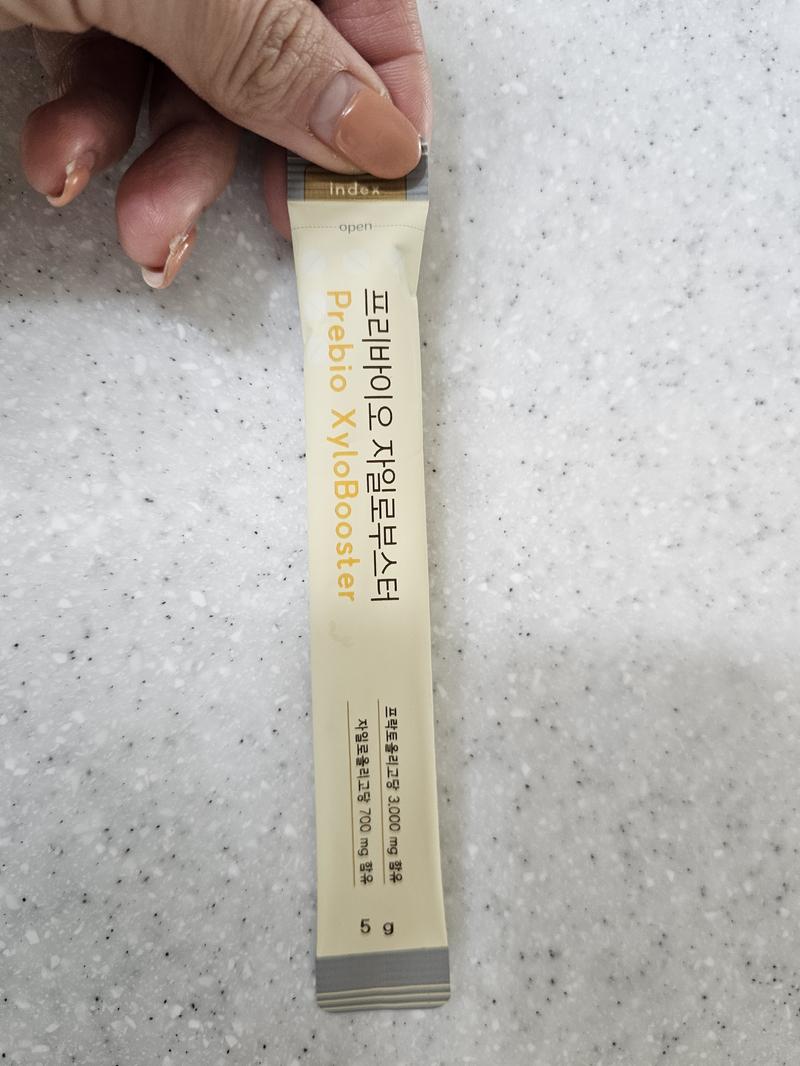 Index
open
프리바이오 자일로부스터
Prebio XyloBooster
프락토올리고당 3,000 mg 함유
자일로올리고당 700 mg 함유
5 g